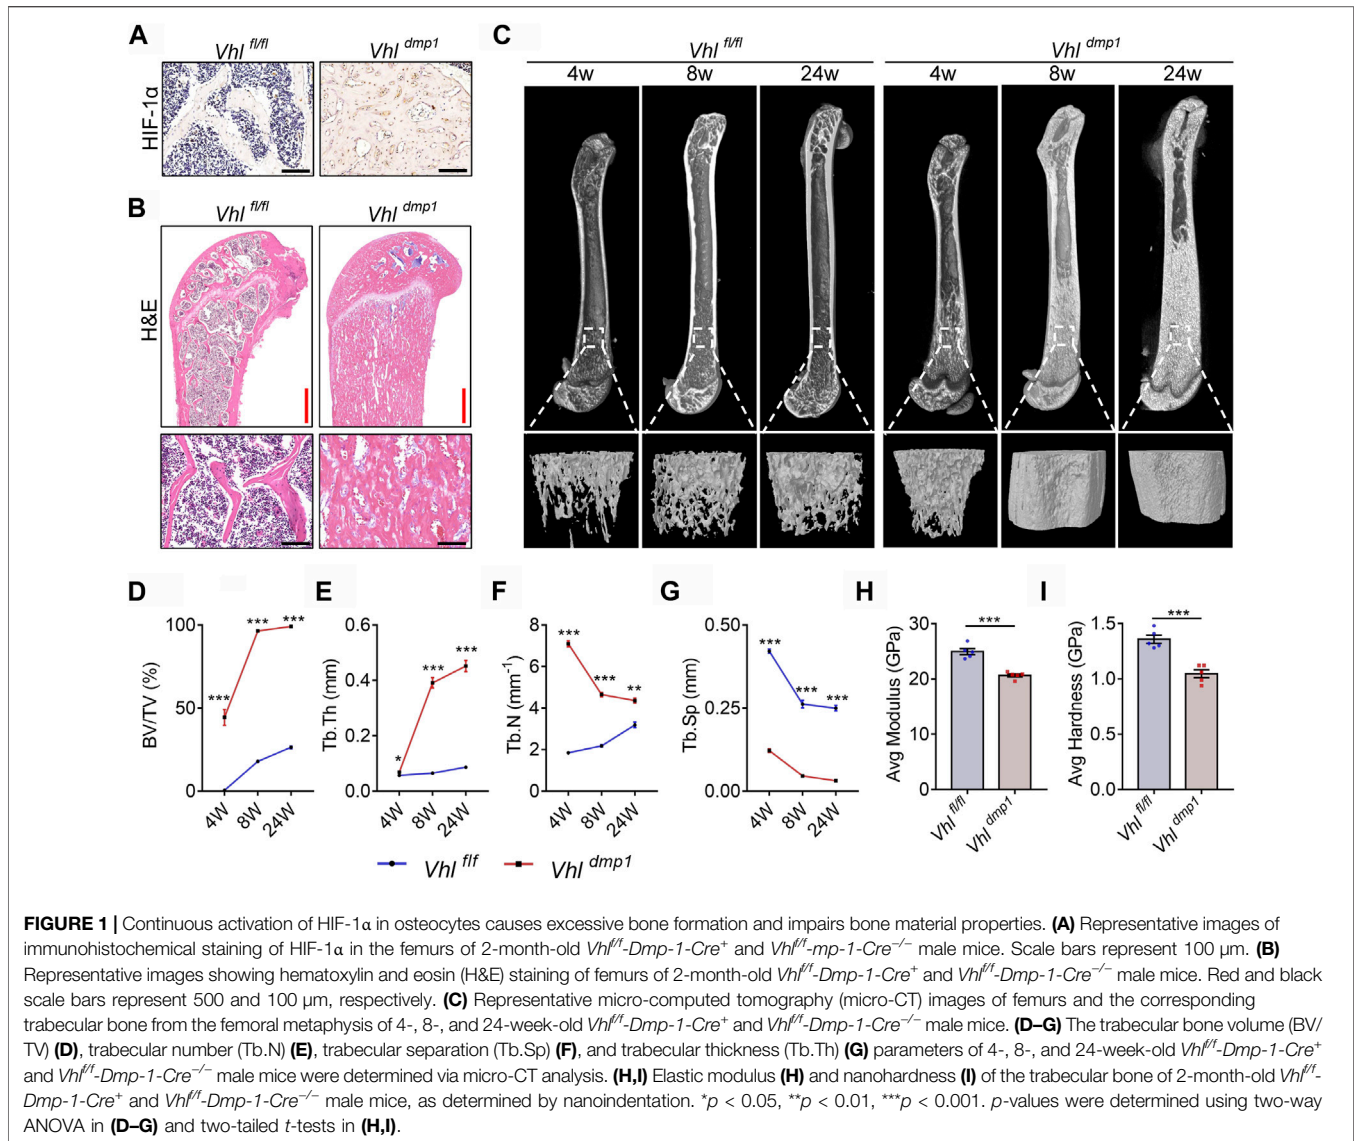 A
Vhl fl/fl
Vhl dmp1
HIF-1α
B
Vhl fl/fl
Vhl dmp1
H&E
C
Vhl fl/fl
Vhl dmp1
4w
8w
24w
4w
8w
24w
D
BV/TV (%)
100
50
0
***
***
***
4W
8W
24W
E
Tb.Th (mm)
0.6
0.4
0.2
0.0
*
***
***
4W
8W
24W
F
Tb.N (mm⁻¹)
8
6
4
2
0
***
***
**
4W
8W
24W
G
Tb.Sp (mm)
0.50
0.25
0.00
***
***
***
4W
8W
24W
Vhl flf
Vhl dmp1
H
Avg Modulus (GPa)
30
20
10
0
***
Vhl fl/fl
Vhl dmp1
I
Avg Hardness (GPa)
1.5
1.0
0.5
0.0
***
Vhl fl/fl
Vhl dmp1
FIGURE 1 | Continuous activation of HIF-1α in osteocytes causes excessive bone formation and impairs bone material properties. (A) Representative images of
immunohistochemical staining of HIF-1α in the femurs of 2-month-old Vhlf/f-Dmp-1-Cre+ and Vhlf/f-mp-1-Cre−/− male mice. Scale bars represent 100 μm. (B)
Representative images showing hematoxylin and eosin (H&E) staining of femurs of 2-month-old Vhlf/f-Dmp-1-Cre+ and Vhlf/f-Dmp-1-Cre−/− male mice. Red and black
scale bars represent 500 and 100 μm, respectively. (C) Representative micro-computed tomography (micro-CT) images of femurs and the corresponding
trabecular bone from the femoral metaphysis of 4-, 8-, and 24-week-old Vhlf/f-Dmp-1-Cre+ and Vhlf/f-Dmp-1-Cre−/− male mice. (D–G) The trabecular bone volume (BV/
TV) (D), trabecular number (Tb.N) (E), trabecular separation (Tb.Sp) (F), and trabecular thickness (Tb.Th) (G) parameters of 4-, 8-, and 24-week-old Vhlf/f-Dmp-1-Cre+
and Vhlf/f-Dmp-1-Cre−/− male mice were determined via micro-CT analysis. (H,I) Elastic modulus (H) and nanohardness (I) of the trabecular bone of 2-month-old Vhlf/f-
Dmp-1-Cre+ and Vhlf/f-Dmp-1-Cre−/− male mice, as determined by nanoindentation. *p < 0.05, **p < 0.01, ***p < 0.001. p-values were determined using two-way
ANOVA in (D–G) and two-tailed t-tests in (H,I).